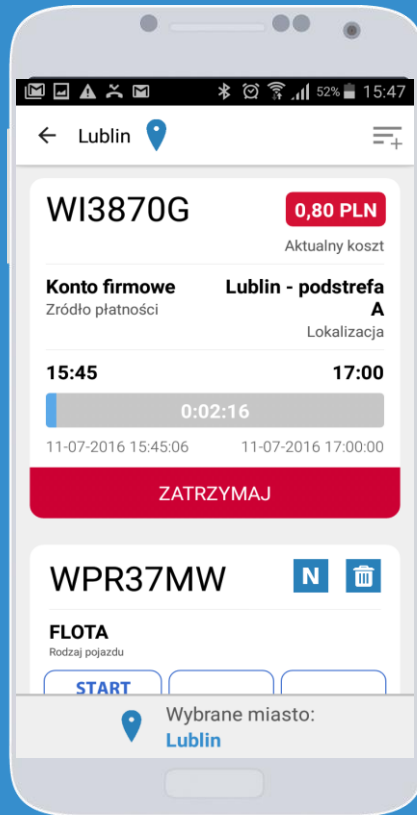 52% 15:47
Lublin
WI3870G 0,80 PLN
Aktualny koszt
Konto firmowe Lublin - podstrefa
A
Zródło płatności
Lokalizacja
15:45 17:00
0:02:16
11-07-2016 15:45:06 11-07-2016 17:00:00
ZATRZYMAJ
WPR37MW N
FLOTA
Rodzaj pojazdu
START
Wybrane miasto:
Lublin